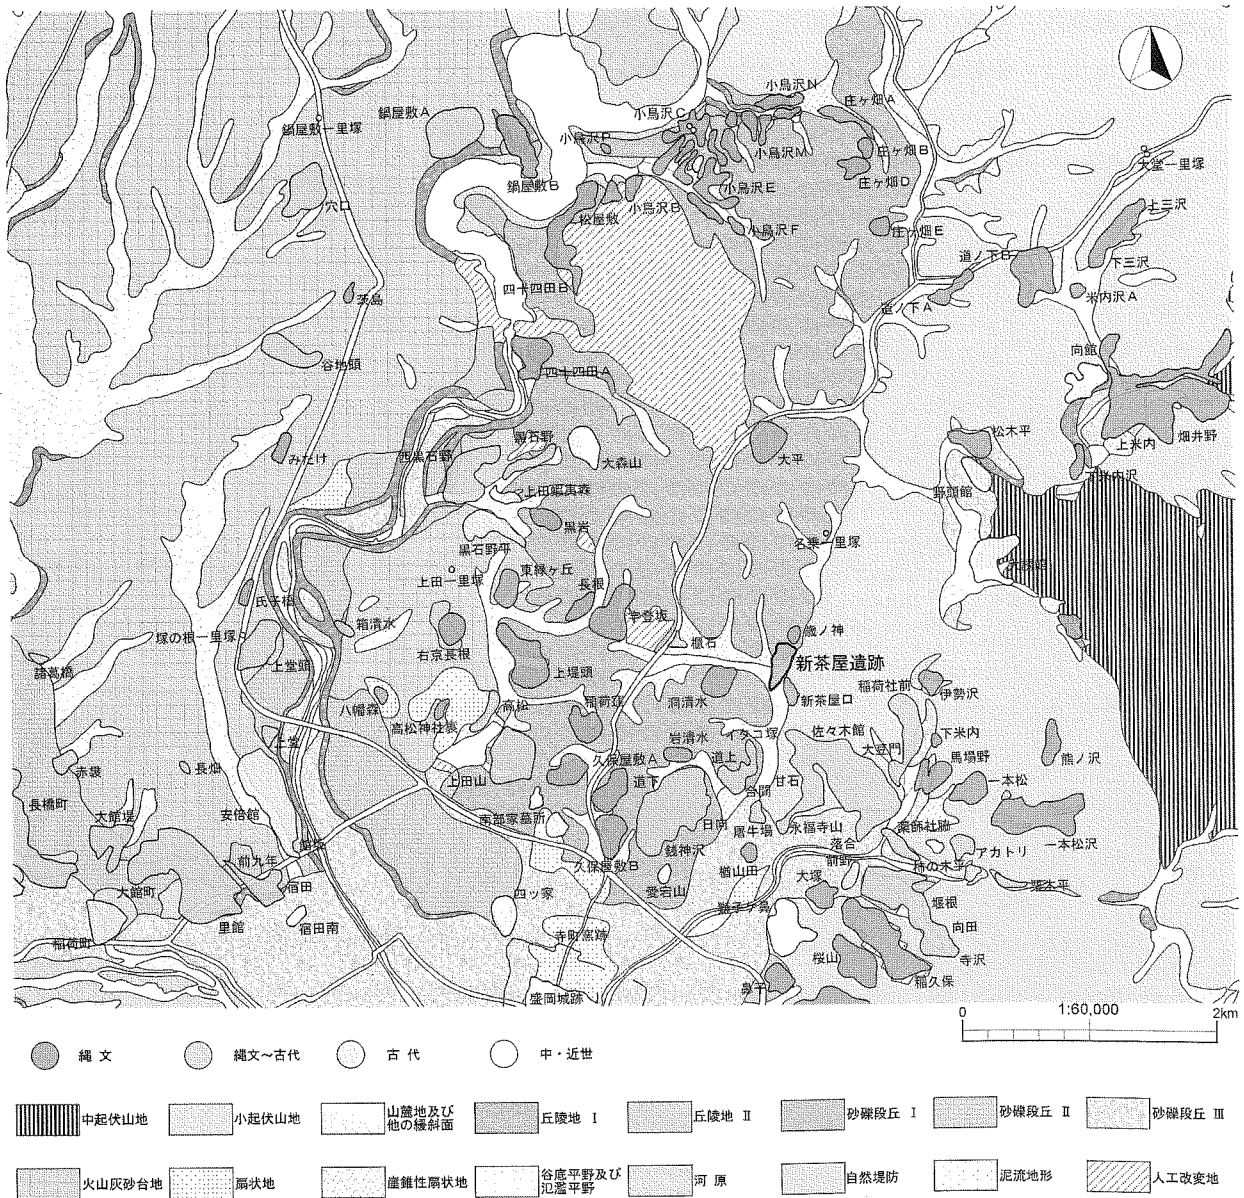 小鳥沢N
庄ヶ畑A
鍋屋敷A
小鳥沢C
鍋屋敷一里塚
小鳥沢P
小鳥沢M
庄ヶ畑B
大堂一里塚
庄ヶ畑D
鍋屋敷B
小鳥沢E
穴口
小鳥沢B
上三沢
松屋敷
小鳥沢F
庄ヶ畑E
道ノ下B
下三沢
四十四田B
茨島
米内沢A
道ノ下A
向館
谷地頭
四十四田A
松木平
黒石野
上米内
畑井野
みたけ
西黒石野
大森山
大平
下米内沢
野頭館
上田蝦夷森
黒岩
黒石野平
名乗一里塚
上田一里塚
東緑ヶ丘
長根
氏子橋
箱清水
宇登坂
塚の根一里塚S
歳ノ神
右京長根
新茶屋遺跡
諸葛橋
上堂頭
上堤頭
稲荷社前
伊勢沢
八幡森
高松
洞清水
新茶屋口
高松神社裏
イタコ塚
佐々木館
下米内
上堂
岩清水
大豆門
久保屋敷A
道上
馬場野
熊ノ沢
赤袰
長畑
上田山
道下
甘石
一本松
合間
長橋町
大館堤
安倍館
南部家墓所
日向
屠牛場
永福寺山
薬師社脇
落合
一本松沢
銭神沢
前九年
久保屋敷B
前野
アカトリ
楢山田
柿の木平
大館町
宿田
愛宕山
大塚
四ッ家
獅子ヶ鼻
堰根
里館
宿田南
向田
稲荷町
寺町窯跡
寺沢
桜山
稲久保
盛岡城跡
0
1:60,000
2km
縄文
縄文~古代
古代
中・近世
中起伏山地
小起伏山地
山麓地及び
他の緩斜面
丘陵地 Ⅰ
丘陵地 Ⅱ
砂礫段丘 Ⅰ
砂礫段丘 Ⅱ
砂礫段丘 Ⅲ
火山灰砂台地
扇状地
崖錐性扇状地
谷底平野及び
氾濫平野
河原
自然堤防
泥流地形
人工改変地